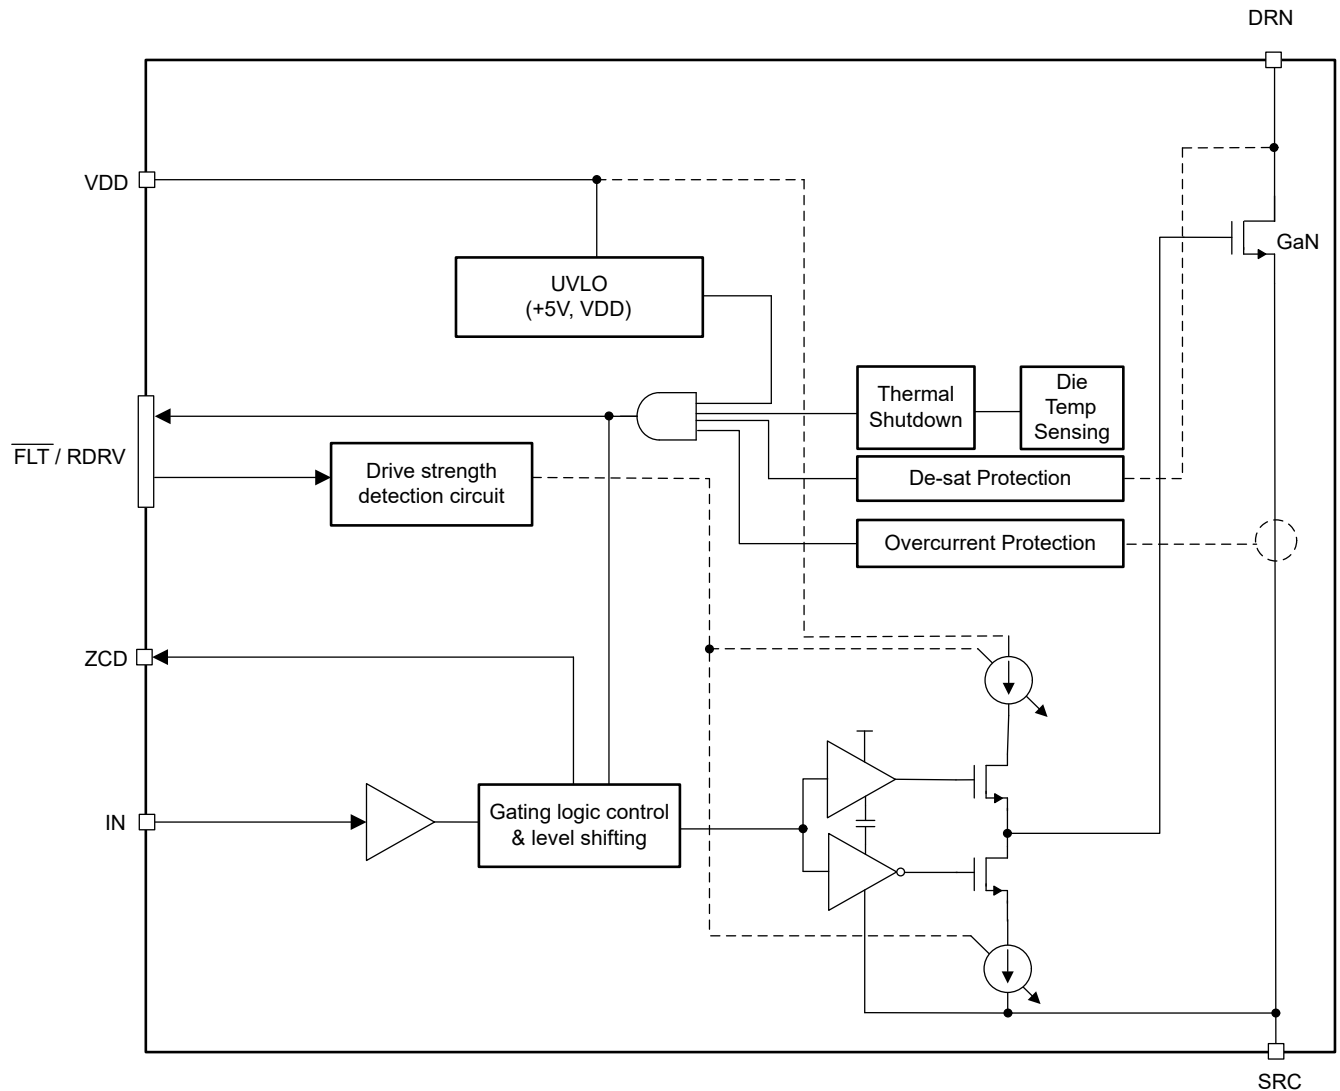 DRN
VDD
GaN
UVLO
(+5V, VDD)
Thermal
Shutdown
Die
Temp
Sensing
FLT / RDRV
Drive strength
detection circuit
De-sat Protection
Overcurrent Protection
ZCD
IN
Gating logic control
& level shifting
SRC